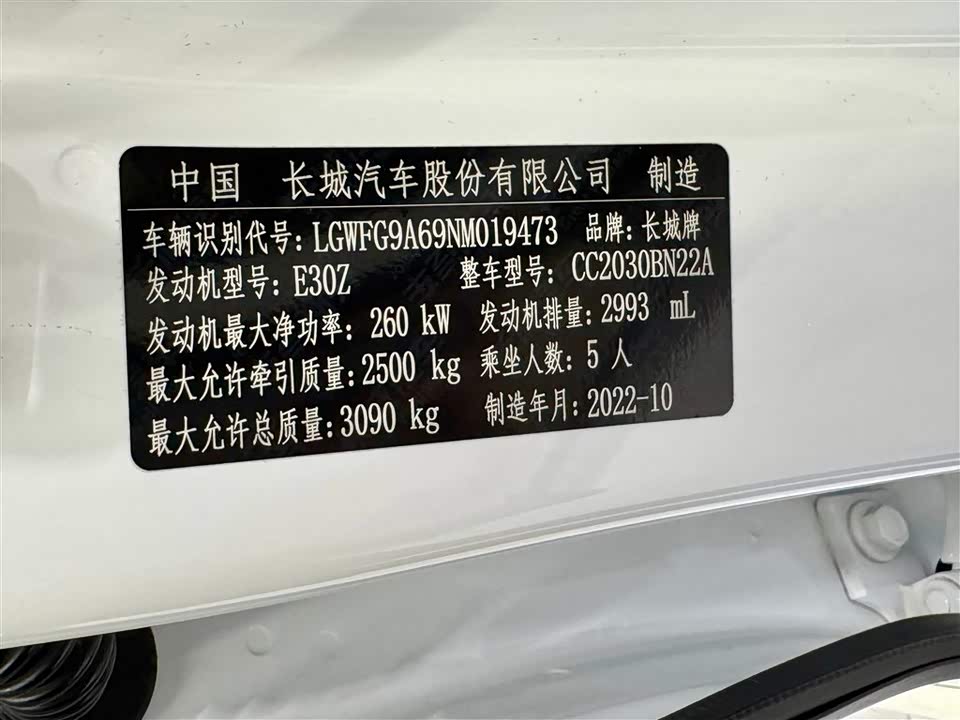 中国 长城汽车股份有限公司 制造
车辆识别代号: LGWFG9A69NM019473 品牌: 长城牌
发动机型号: E30Z 整车型号: CC2030BN22A
发动机最大净功率: 260 kW 发动机排量: 2993 mL
最大允许牵引质量: 2500 kg 乘坐人数: 5 人
最大允许总质量: 3090 kg 制造年月: 2022-10